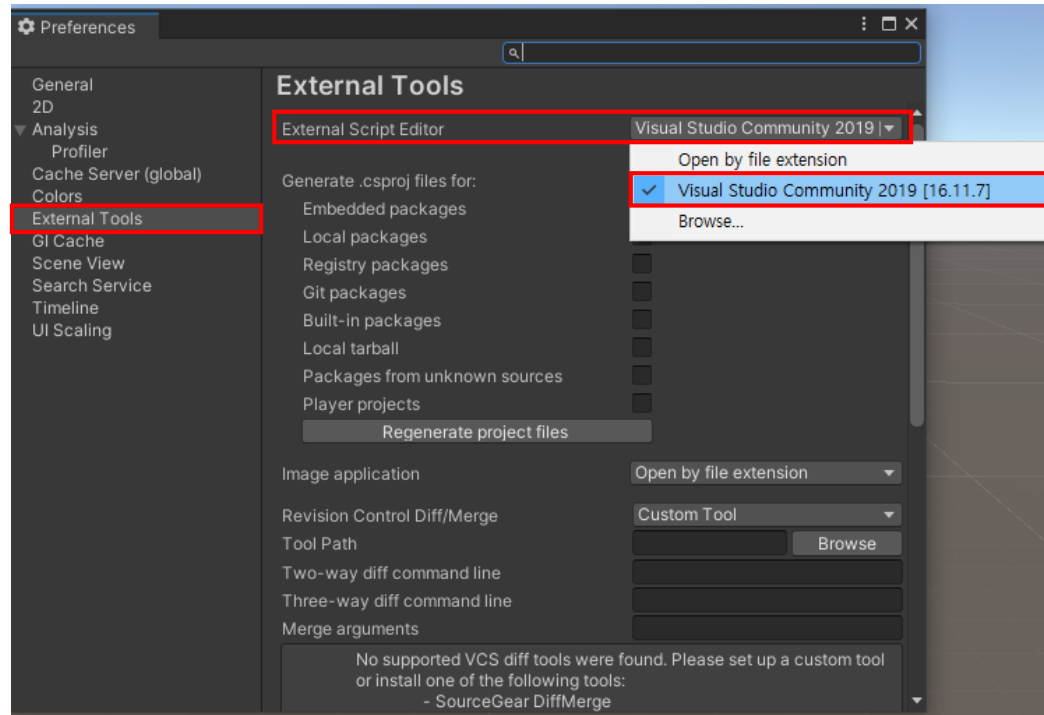 Preferences
General
2D
Analysis
Profiler
Cache Server (global)
Colors
External Tools
GI Cache
Scene View
Search Service
Timeline
UI Scaling
External Tools
External Script Editor
Visual Studio Community 2019 |
Open by file extension
Visual Studio Community 2019 [16.11.7]
Browse...
Generate .csproj files for:
Embedded packages
Local packages
Registry packages
Git packages
Built-in packages
Local tarball
Packages from unknown sources
Player projects
Regenerate project files
Image application
Open by file extension
Revision Control Diff/Merge
Custom Tool
Tool Path
Browse
Two-way diff command line
Three-way diff command line
Merge arguments
No supported VCS diff tools were found. Please set up a custom tool
or install one of the following tools:
- SourceGear DiffMerge